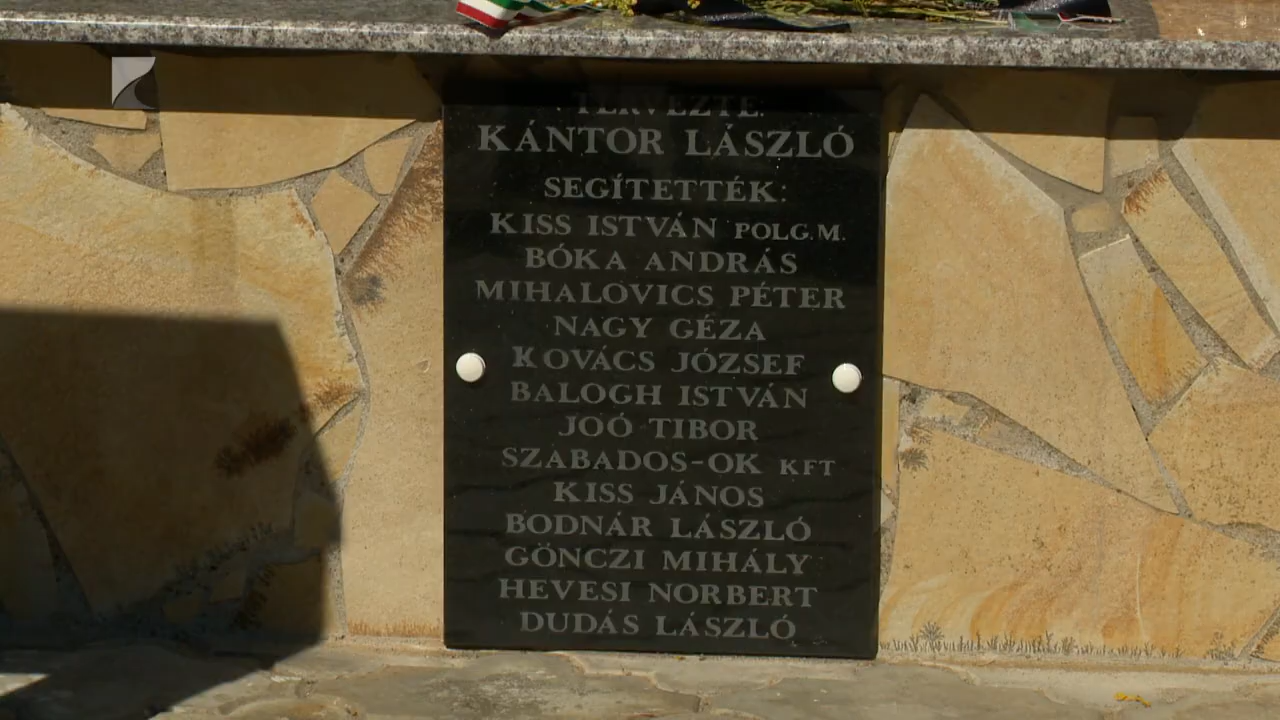 TERVEZTE:
KÁNTOR LÁSZLÓ
SEGÍTETTÉK:
KISS ISTVÁN POLG.M.
BÓKA ANDRÁS
MIHALOVICS PÉTER
NAGY GÉZA
KOVÁCS JÓZSEF
BALOGH ISTVÁN
JOÓ TIBOR
SZABADOS-OK KFT
KISS JÁNOS
BODNÁR LÁSZLÓ
GÖNCZI MIHÁLY
HEVESI NORBERT
DUDÁS LÁSZLÓ